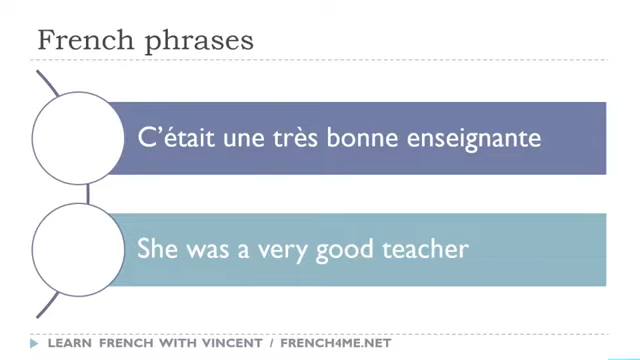 French phrases
C'était une très bonne enseignante
She was a very good teacher
LEARN FRENCH WITH VINCENT / FRENCH4ME.NET